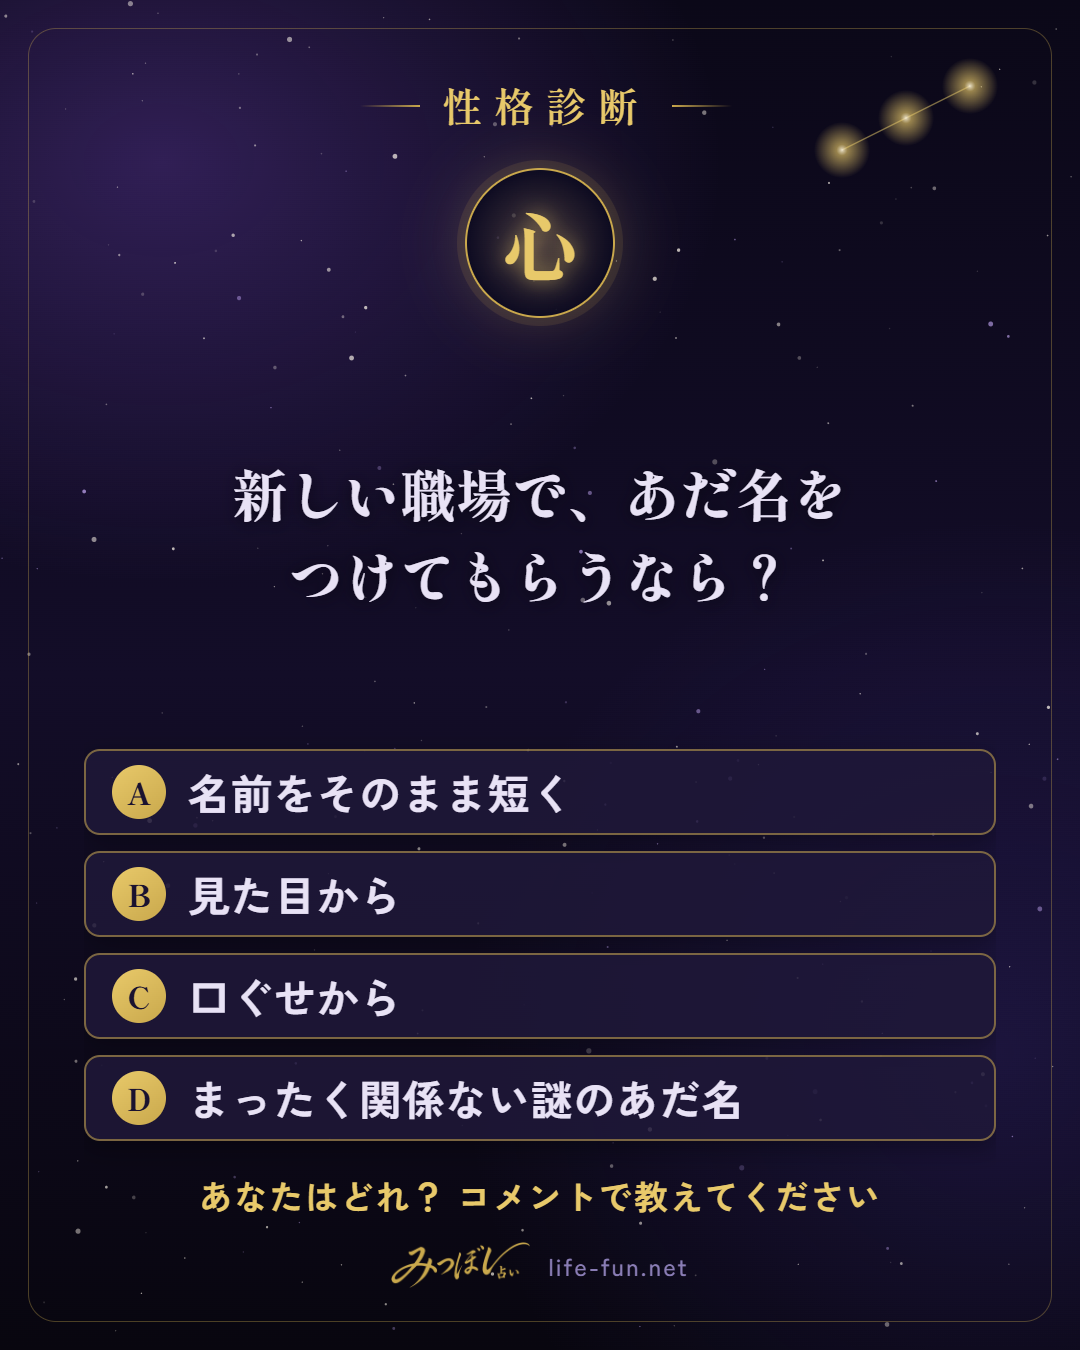 性格診断
心
新しい職場で、あだ名を
つけてもらうなら？
A 名前をそのまま短く
B 見た目から
C 口ぐせから
D まったく関係ない謎のあだ名
あなたはどれ？ コメントで教えてください
みつぼし占い life-fun.net